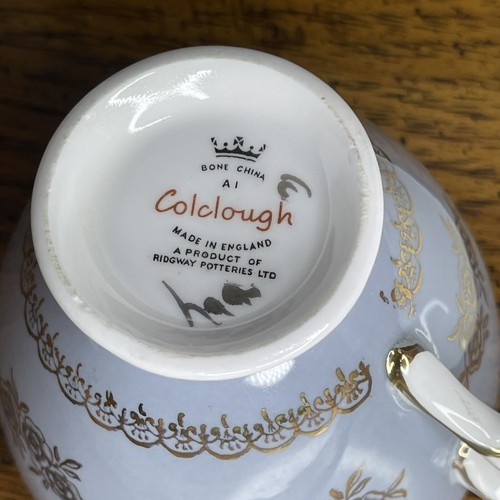 BONE CHINA
A1
Colclough
MADE IN ENGLAND
A PRODUCT OF
RIDGWAY POTTERIES LTD